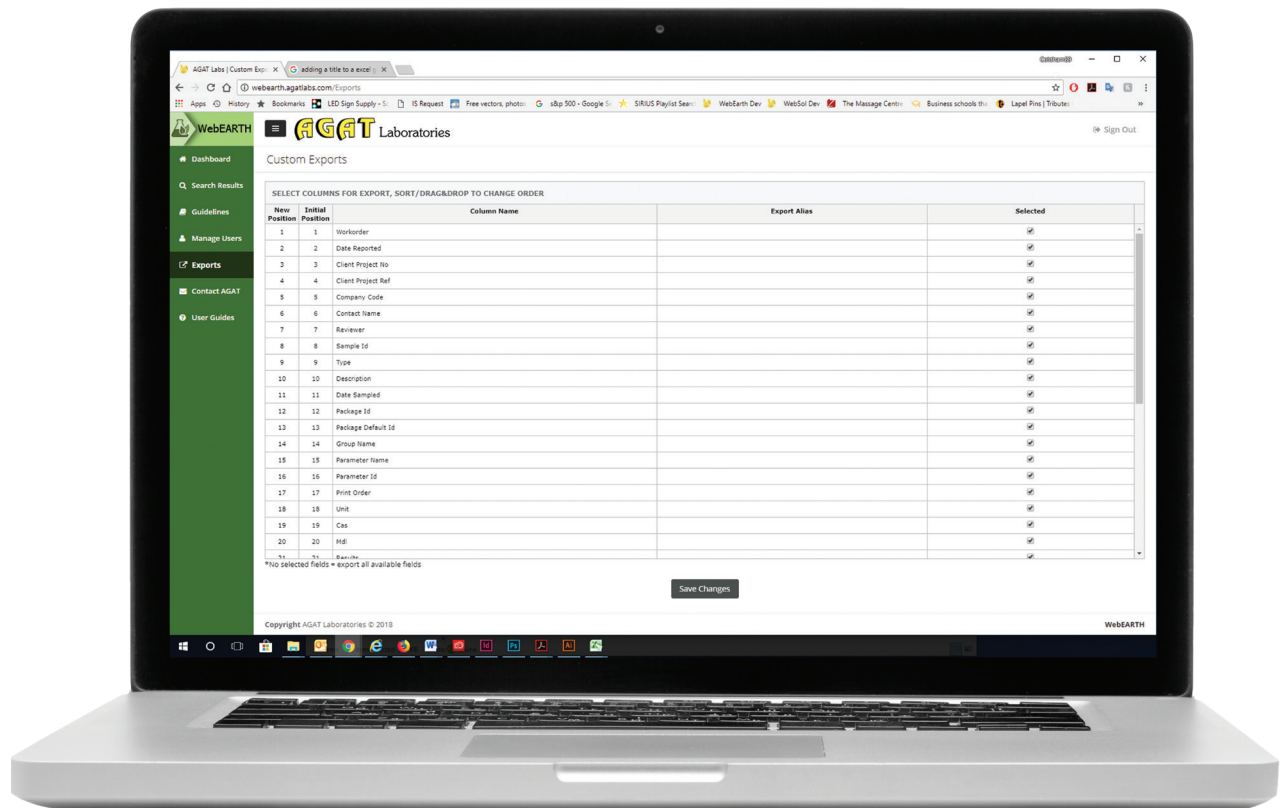 AGAT Labs | Custom Exp
adding a title to a excel
webearth.agatlabs.com/Exports
Apps History Bookmarks LED Sign Supply - IS Request Free vectors, photos s&p 500 - Google SIRIUS Playlist Search WebEarth Dev WebSol Dev The Massage Centre Business schools tha Lapel Pins | Tributes
WebEARTH
AGAT Laboratories
Sign Out
Dashboard
Search Results
Guidelines
Manage Users
Exports
Contact AGAT
User Guides
Custom Exports
SELECT COLUMNS FOR EXPORT, SORT/DRAG&DROP TO CHANGE ORDER
New Position Initial Position Column Name Export Alias Selected
1 1 Workorder
2 2 Date Reported
3 3 Client Project No
4 4 Client Project Ref
5 5 Company Code
6 6 Contact Name
7 7 Reviewer
8 8 Sample Id
9 9 Type
10 10 Description
11 11 Date Sampled
12 12 Package Id
13 13 Package Default Id
14 14 Group Name
15 15 Parameter Name
16 16 Parameter Id
17 17 Print Order
18 18 Unit
19 19 Cas
20 20 Mdl
21 21 Results
*No selected fields = export all available fields
Save Changes
Copyright AGAT Laboratories © 2018
WebEARTH